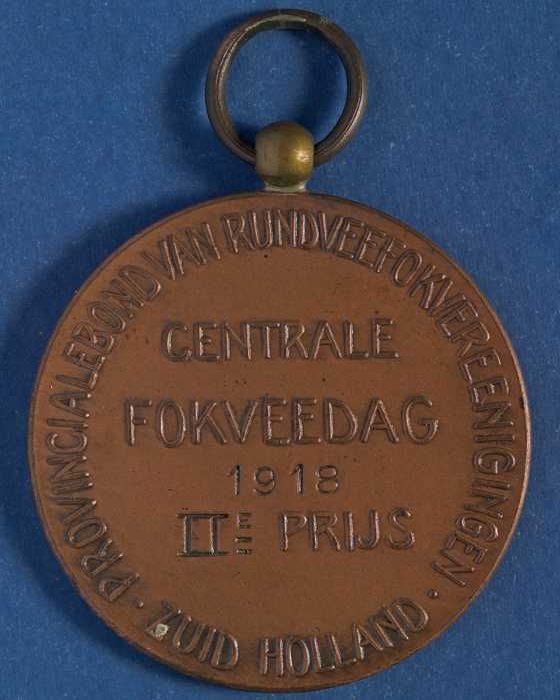 PROVINCIALE BOND VAN RUNDVEEFOKVEREENIGINGEN
· ZUID HOLLAND ·
CENTRALE
FOKVEEDAG
1918
IIE PRIJS